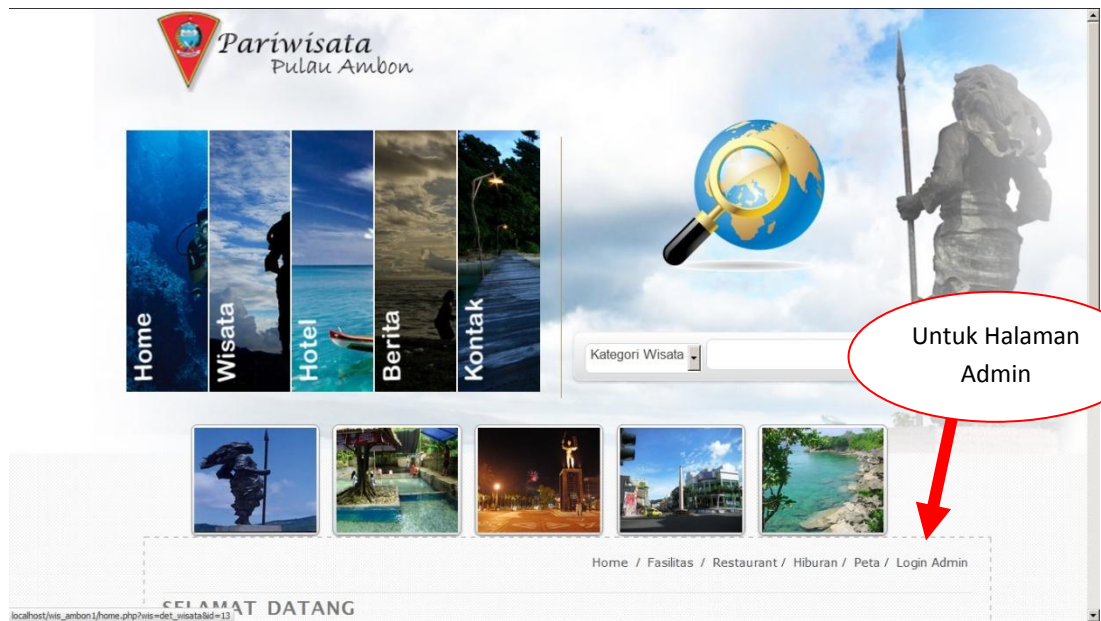 Pariwisata
Pulau Ambon
Home
Wisata
Hotel
Berita
Kontak
Kategori Wisata
Untuk Halaman
Admin
Home / Fasilitas / Restaurant / Hiburan / Peta / Login Admin
SELAMAT DATANG
localhost/wis_ambon1/home.php?wis=det_wisata&id=13